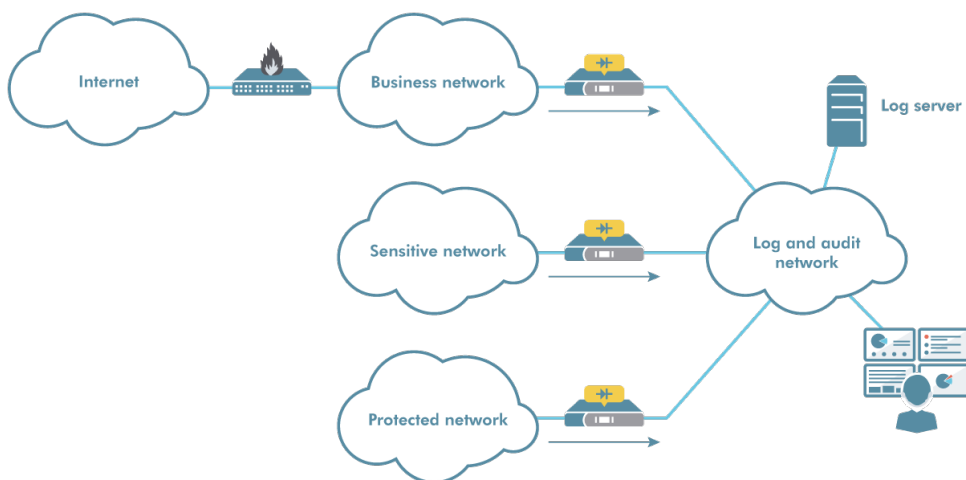 Internet
Business network
Log server
Sensitive network
Log and audit
network
Protected network